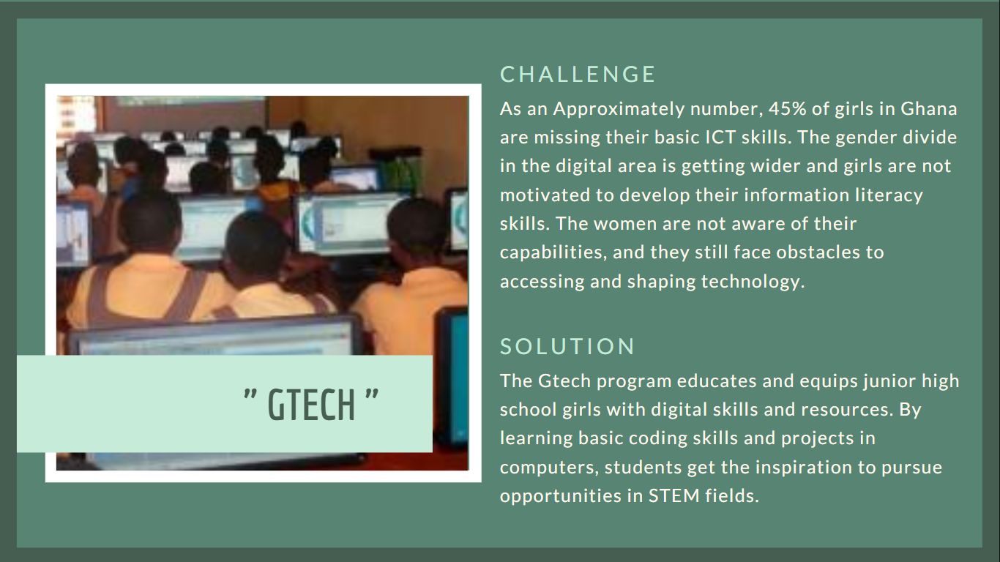 CHALLENGE
As an Approximately number, 45% of girls in Ghana
are missing their basic ICT skills. The gender divide
in the digital area is getting wider and girls are not
motivated to develop their information literacy
skills. The women are not aware of their
capabilities, and they still face obstacles to
accessing and shaping technology.
SOLUTION
The Gtech program educates and equips junior high
school girls with digital skills and resources. By
learning basic coding skills and projects in
computers, students get the inspiration to pursue
opportunities in STEM fields.
” GTECH ”